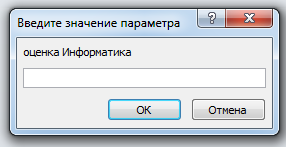 Введите значение параметра
оценка Информатика
OK
Отмена